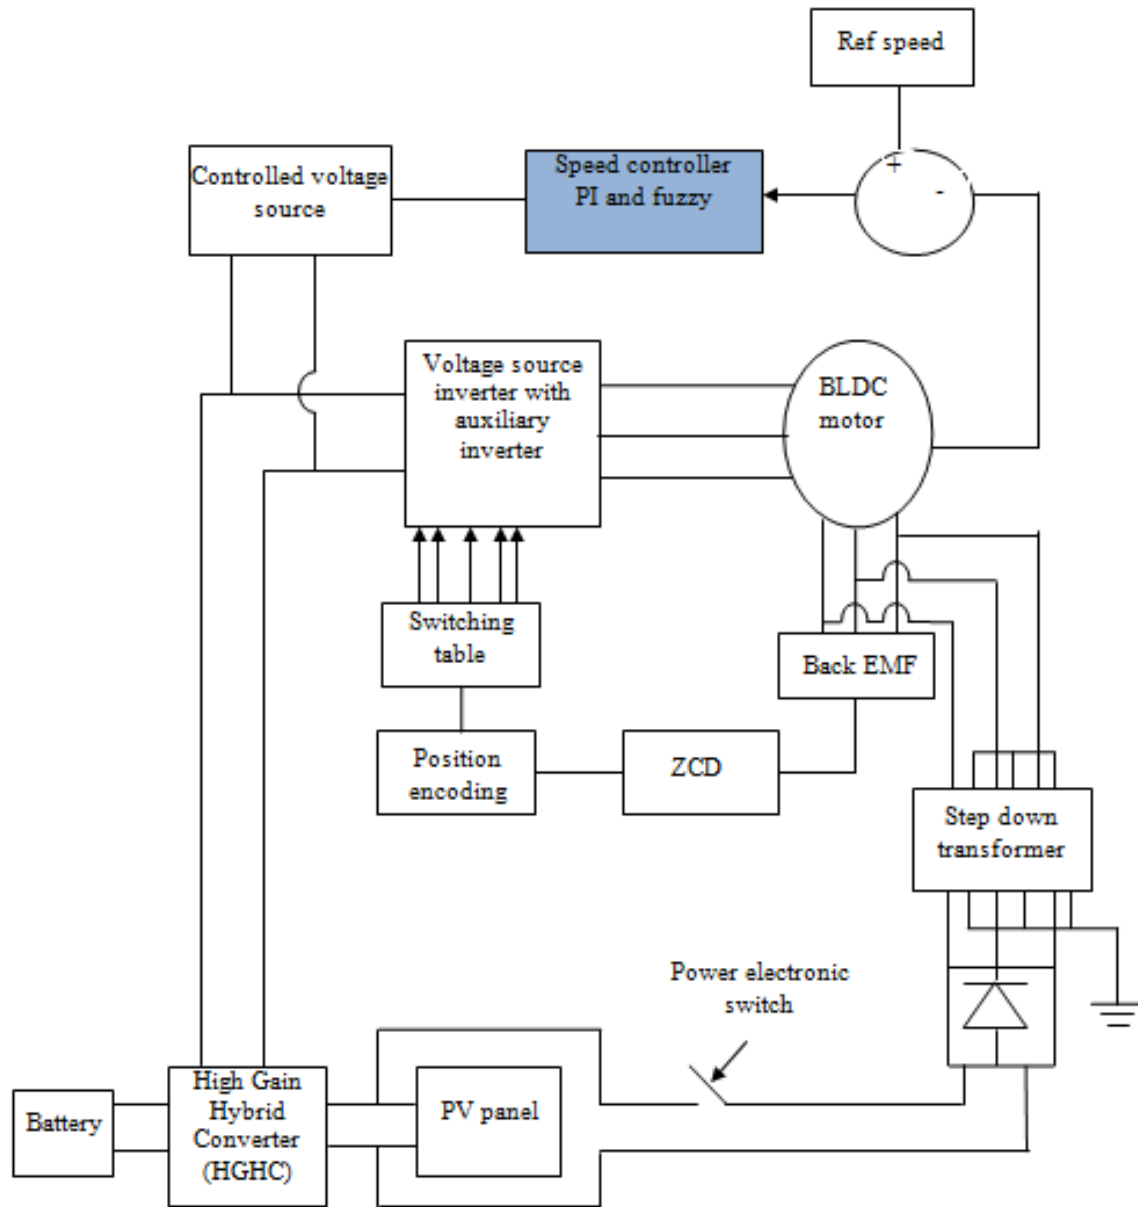 Ref speed
Controlled voltage
source
Speed controller
PI and fuzzy
+
-
Voltage source
inverter with
auxiliary
inverter
BLDC
motor
Switching
table
Back EMF
Position
encoding
ZCD
Step down
transformer
Power electronic
switch
Battery
High Gain
Hybrid
Converter
(HGHC)
PV panel